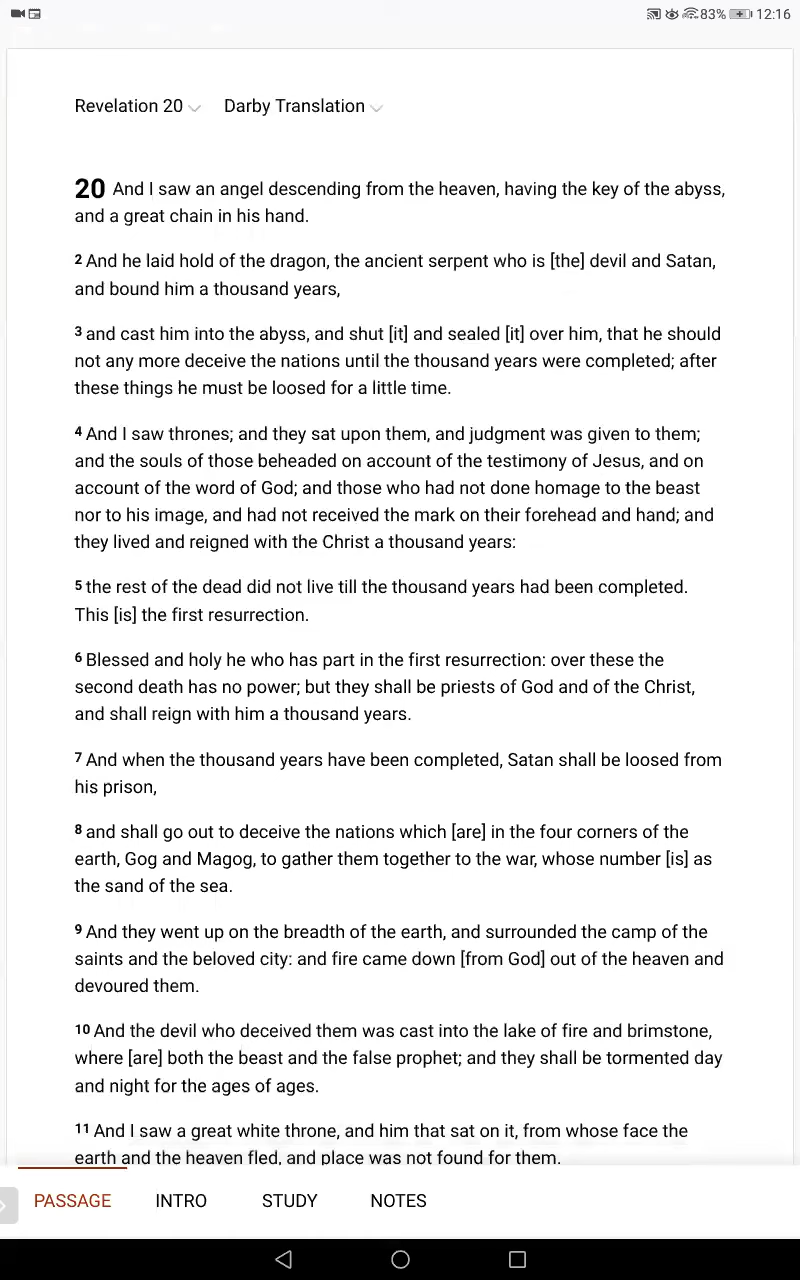 83% 12:16
Revelation 20 Darby Translation
20 And I saw an angel descending from the heaven, having the key of the abyss,
and a great chain in his hand.
2 And he laid hold of the dragon, the ancient serpent who is [the] devil and Satan,
and bound him a thousand years,
3 and cast him into the abyss, and shut [it] and sealed [it] over him, that he should
not any more deceive the nations until the thousand years were completed; after
these things he must be loosed for a little time.
4 And I saw thrones; and they sat upon them, and judgment was given to them;
and the souls of those beheaded on account of the testimony of Jesus, and on
account of the word of God; and those who had not done homage to the beast
nor to his image, and had not received the mark on their forehead and hand; and
they lived and reigned with the Christ a thousand years:
5 the rest of the dead did not live till the thousand years had been completed.
This [is] the first resurrection.
6 Blessed and holy he who has part in the first resurrection: over these the
second death has no power; but they shall be priests of God and of the Christ,
and shall reign with him a thousand years.
7 And when the thousand years have been completed, Satan shall be loosed from
his prison,
8 and shall go out to deceive the nations which [are] in the four corners of the
earth, Gog and Magog, to gather them together to the war, whose number [is] as
the sand of the sea.
9 And they went up on the breadth of the earth, and surrounded the camp of the
saints and the beloved city: and fire came down [from God] out of the heaven and
devoured them.
10 And the devil who deceived them was cast into the lake of fire and brimstone,
where [are] both the beast and the false prophet; and they shall be tormented day
and night for the ages of ages.
11 And I saw a great white throne, and him that sat on it, from whose face the
earth and the heaven fled, and place was not found for them.
PASSAGE INTRO STUDY NOTES